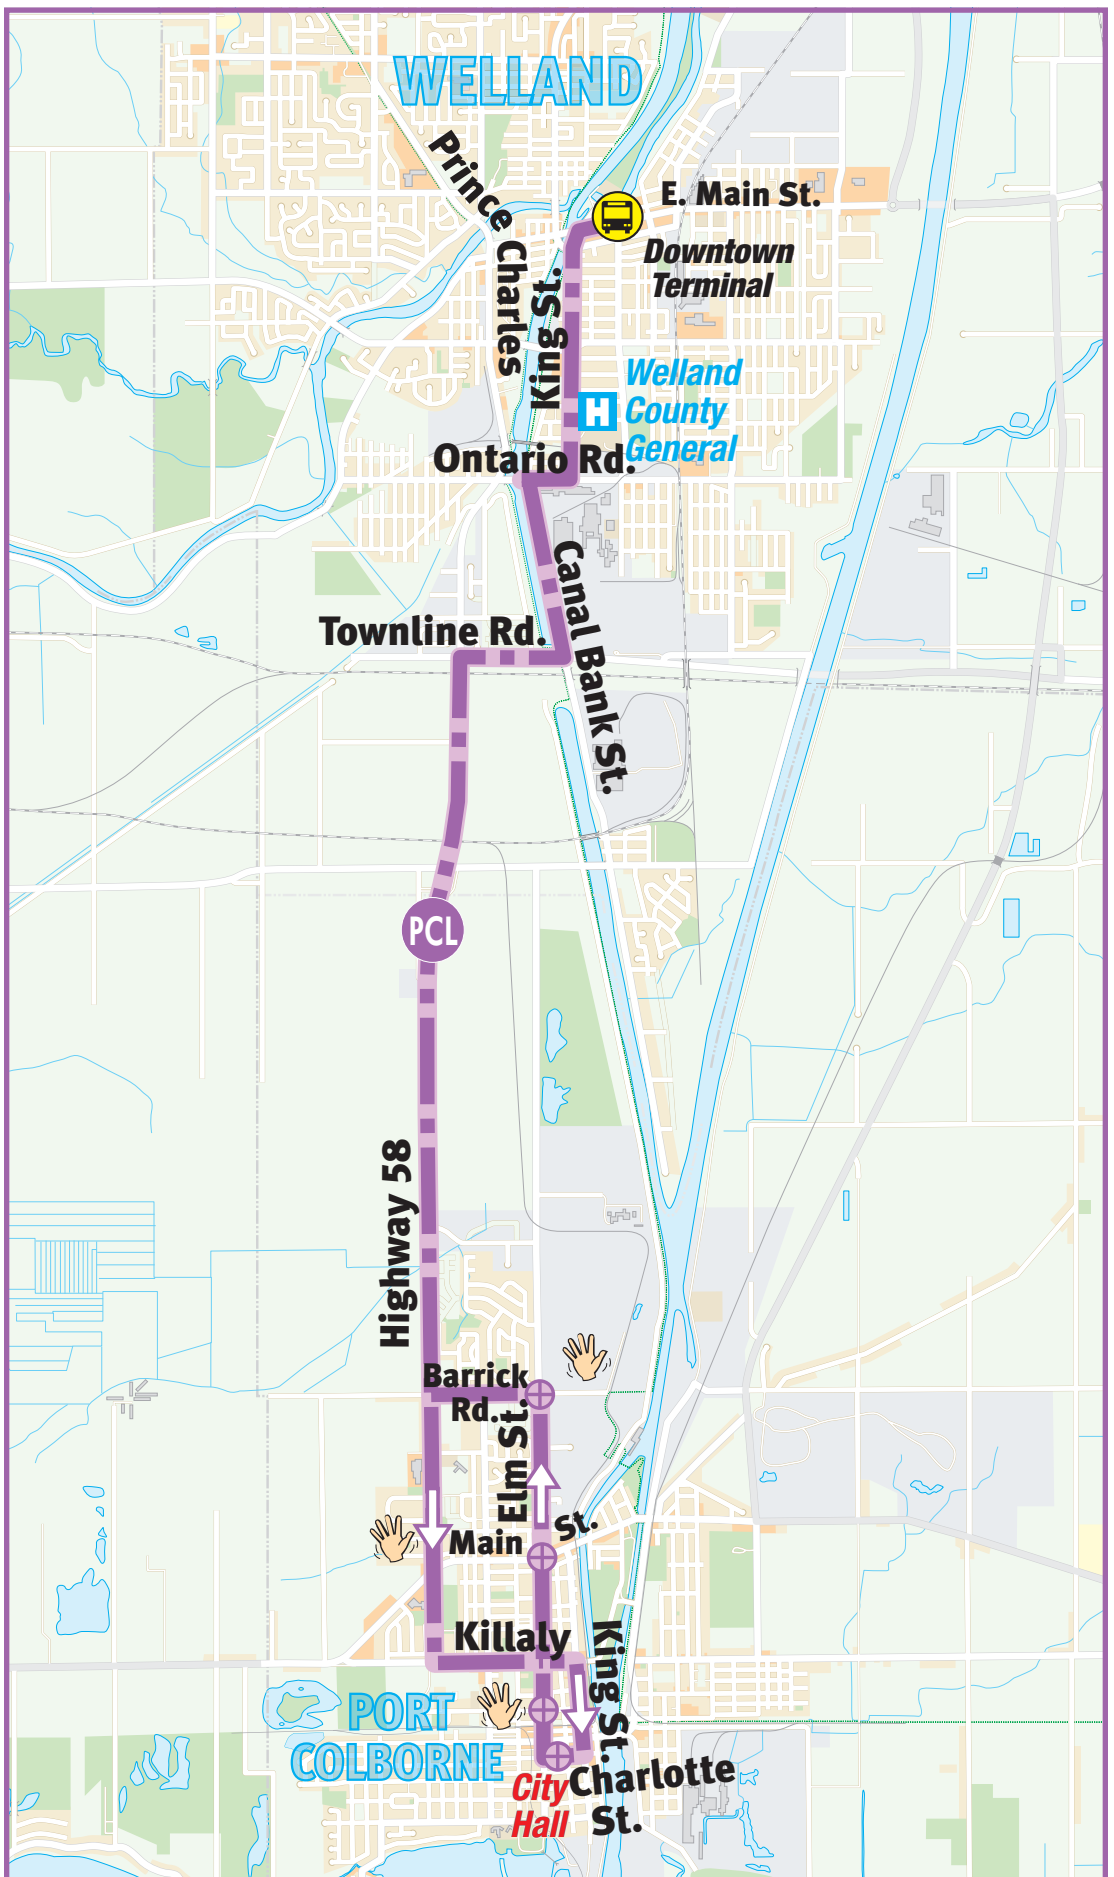 WELLAND
Prince Charles
E. Main St.
Downtown
Terminal
King St.
Welland
County
General
H
Ontario Rd.
Canal Bank St.
Townline Rd.
PCL
Highway 58
Barrick
Rd.
Elm St.
Main St.
Killaly
King St.
PORT
COLBORNE
City
Hall
Charlotte
St.